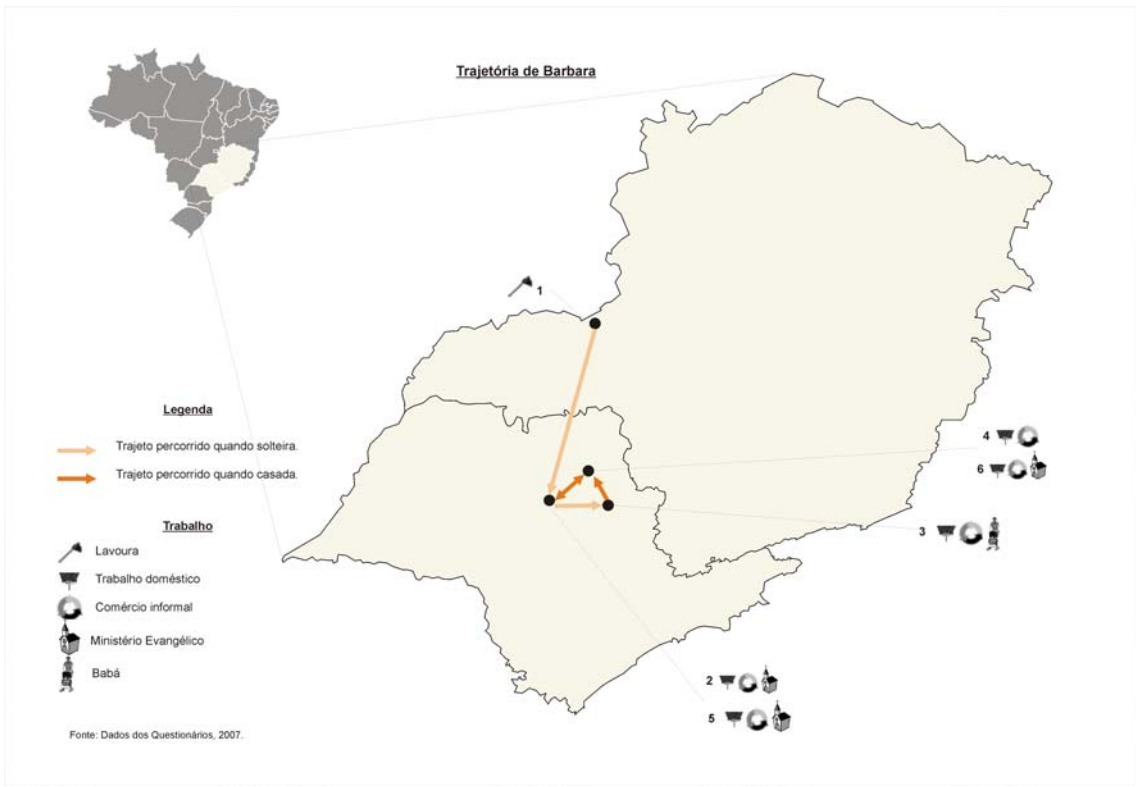 Trajetória de Barbara
1
4
6
3
2
5
Legenda
Trajeto percorrido quando solteira.
Trajeto percorrido quando casada.
Trabalho
Lavoura
Trabalho doméstico
Comércio informal
Ministério Evangélico
Babá
Fonte: Dados dos Questionários, 2007.